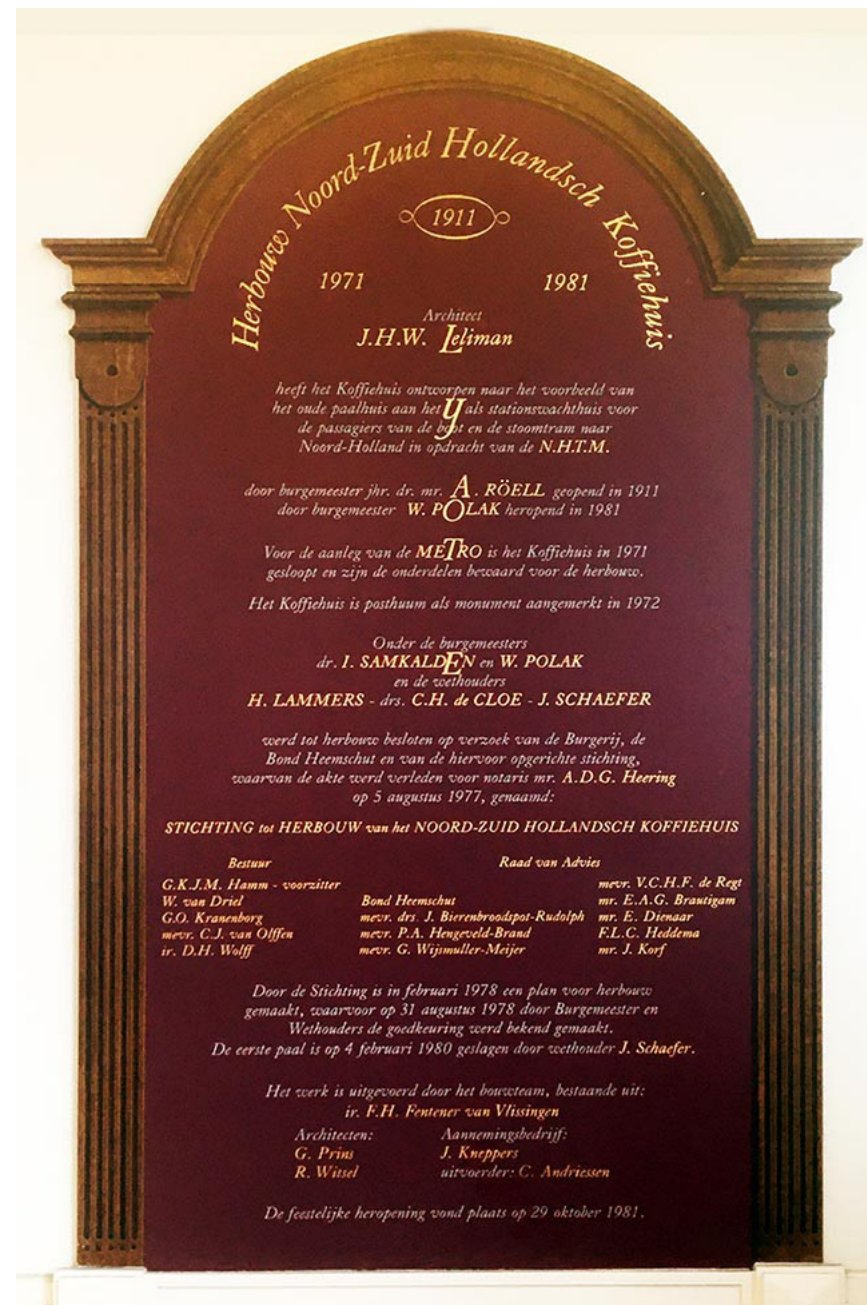 Herbouw Noord-Zuid Hollandsch Koffiehuis
1911
1971 1981
Architect
J.H.W. Leliman
heeft het Koffiehuis ontworpen naar het voorbeeld van
het oude paalhuis aan het Y als stationswachthuis voor
de passagiers van de boot en de stoomtram naar
Noord-Holland in opdracht van de N.H.T.M.
door burgemeester jhr. dr. mr. A. RÖELL geopend in 1911
door burgemeester W. POLAK heropend in 1981
Voor de aanleg van de METRO is het Koffiehuis in 1971
gesloopt en zijn de onderdelen bewaard voor de herbouw.
Het Koffiehuis is posthuum als monument aangemerkt in 1972
Onder de burgemeesters
dr. I. SAMKALDEN en W. POLAK
en de wethouders
H. LAMMERS - drs. C.H. de CLOE - J. SCHAEFER
werd tot herbouw besloten op verzoek van de Burgerij, de
Bond Heemschut en van de hiervoor opgerichte stichting,
waarvan de akte werd verleden voor notaris mr. A.D.G. Heering
op 5 augustus 1977, genaamd:
STICHTING tot HERBOUW van het NOORD-ZUID HOLLANDSCH KOFFIEHUIS
Bestuur
G.K.J.M. Hamm - voorzitter
W. van Driel
G.O. Kranenborg
mevr. C.J. van Olffen
ir. D.H. Wolff
Raad van Advies
Bond Heemschut
mevr. drs. J. Bierenbroodspot-Rudolph
mevr. P.A. Hengeveld-Brand
mevr. G. Wijsmuller-Meijer
mevr. V.C.H.F. de Regt
mr. E.A.G. Brautigam
mr. E. Dienaar
F.L.C. Heddema
mr. J. Korf
Door de Stichting is in februari 1978 een plan voor herbouw
gemaakt, waarvoor op 31 augustus 1978 door Burgemeester en
Wethouders de goedkeuring werd bekend gemaakt.
De eerste paal is op 4 februari 1980 geslagen door wethouder J. Schaefer.
Het werk is uitgevoerd door het bouwteam, bestaande uit:
ir. F.H. Fentener van Vlissingen
Architecten:
G. Prins
R. Witsel
Aannemingsbedrijf:
J. Kneppers
uitvoerder: C. Andriessen
De feestelijke heropening vond plaats op 29 oktober 1981.